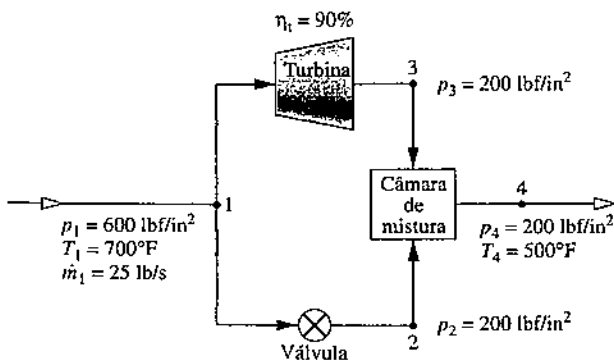 ηt = 90%
Turbina
3
p3 = 200 lbf/in²
Câmara
de
mistura
4
p4 = 200 lbf/in²
T4 = 500°F
1
p1 = 600 lbf/in²
T1 = 700°F
ṁ1 = 25 lb/s
2
p2 = 200 lbf/in²
Válvula